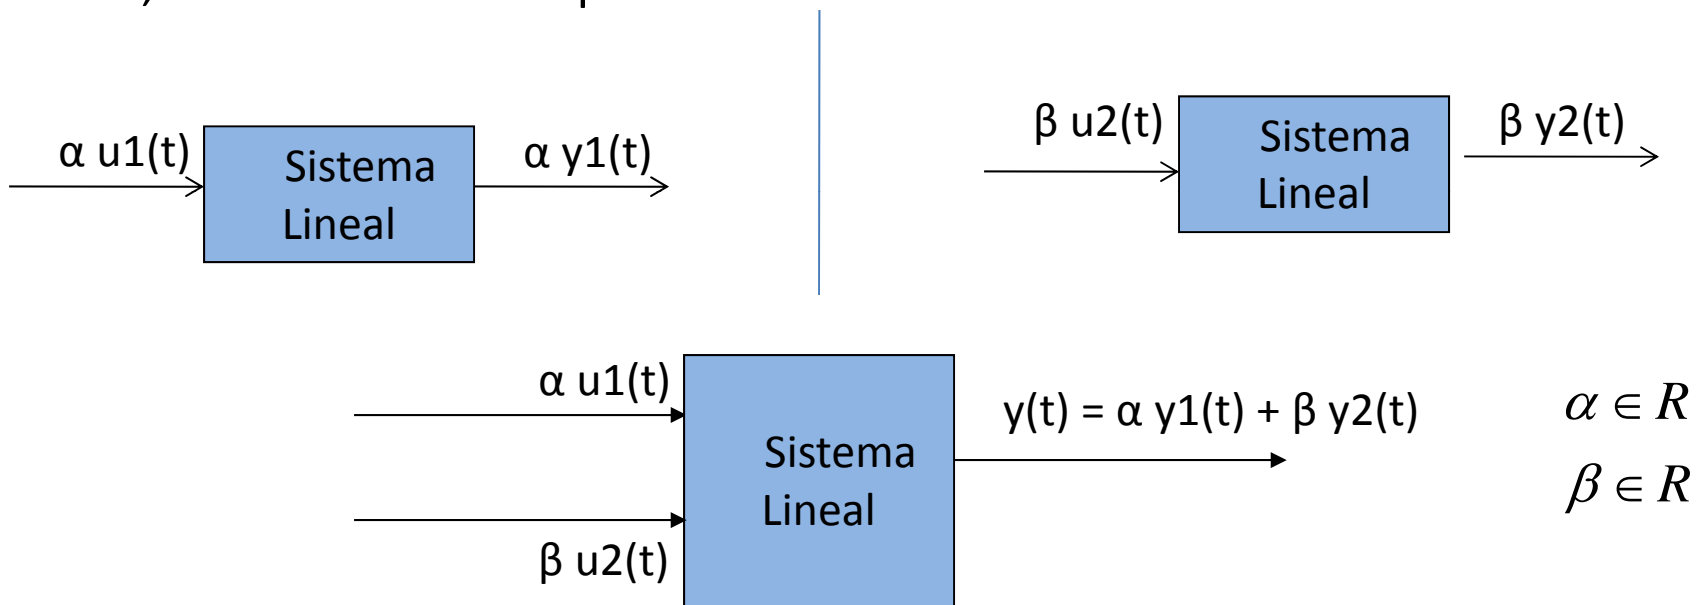 α u1(t)
Sistema
Lineal
α y1(t)
β u2(t)
Sistema
Lineal
β y2(t)
α u1(t)
β u2(t)
Sistema
Lineal
y(t) = α y1(t) + β y2(t)
α ∈ R
β ∈ R